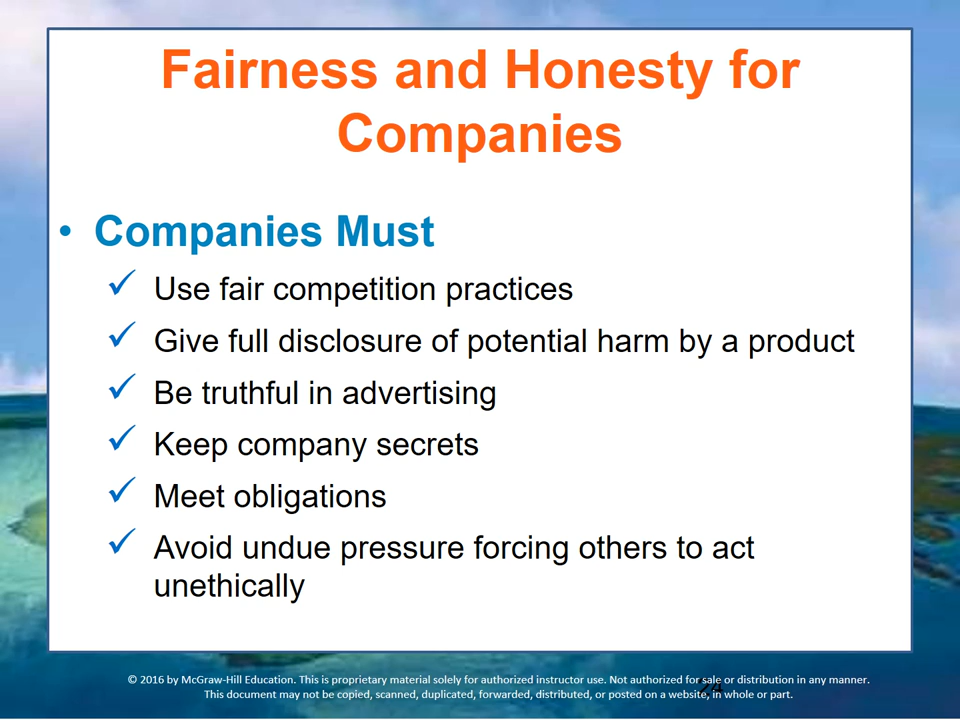 Fairness and Honesty for
Companies
• Companies Must
✓ Use fair competition practices
✓ Give full disclosure of potential harm by a product
✓ Be truthful in advertising
✓ Keep company secrets
✓ Meet obligations
✓ Avoid undue pressure forcing others to act
unethically
© 2016 by McGraw-Hill Education. This is proprietary material solely for authorized instructor use. Not authorized for sale or distribution in any manner.
This document may not be copied, scanned, duplicated, forwarded, distributed, or posted on a website, in whole or part.
24